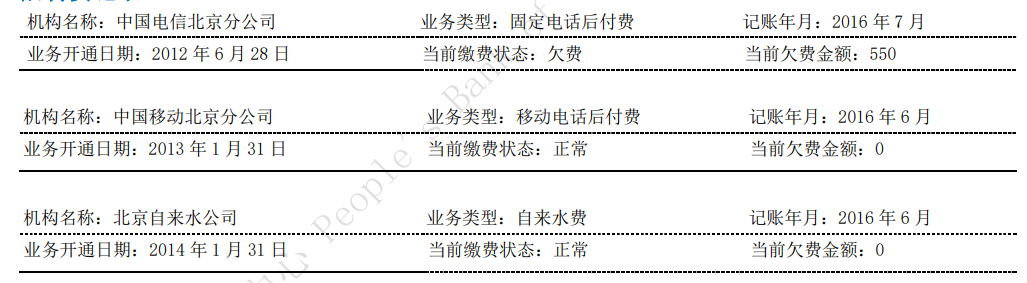 机构名称：中国电信北京分公司 业务类型：固定电话后付费 记账年月：2016 年 7 月
业务开通日期：2012 年 6 月 28 日 当前缴费状态：欠费 当前欠费金额：550
机构名称：中国移动北京分公司 业务类型：移动电话后付费 记账年月：2016 年 6 月
业务开通日期：2013 年 1 月 31 日 当前缴费状态：正常 当前欠费金额：0
机构名称：北京自来水公司 业务类型：自来水费 记账年月：2016 年 6 月
业务开通日期：2014 年 1 月 31 日 当前缴费状态：正常 当前欠费金额：0
People's Bank of